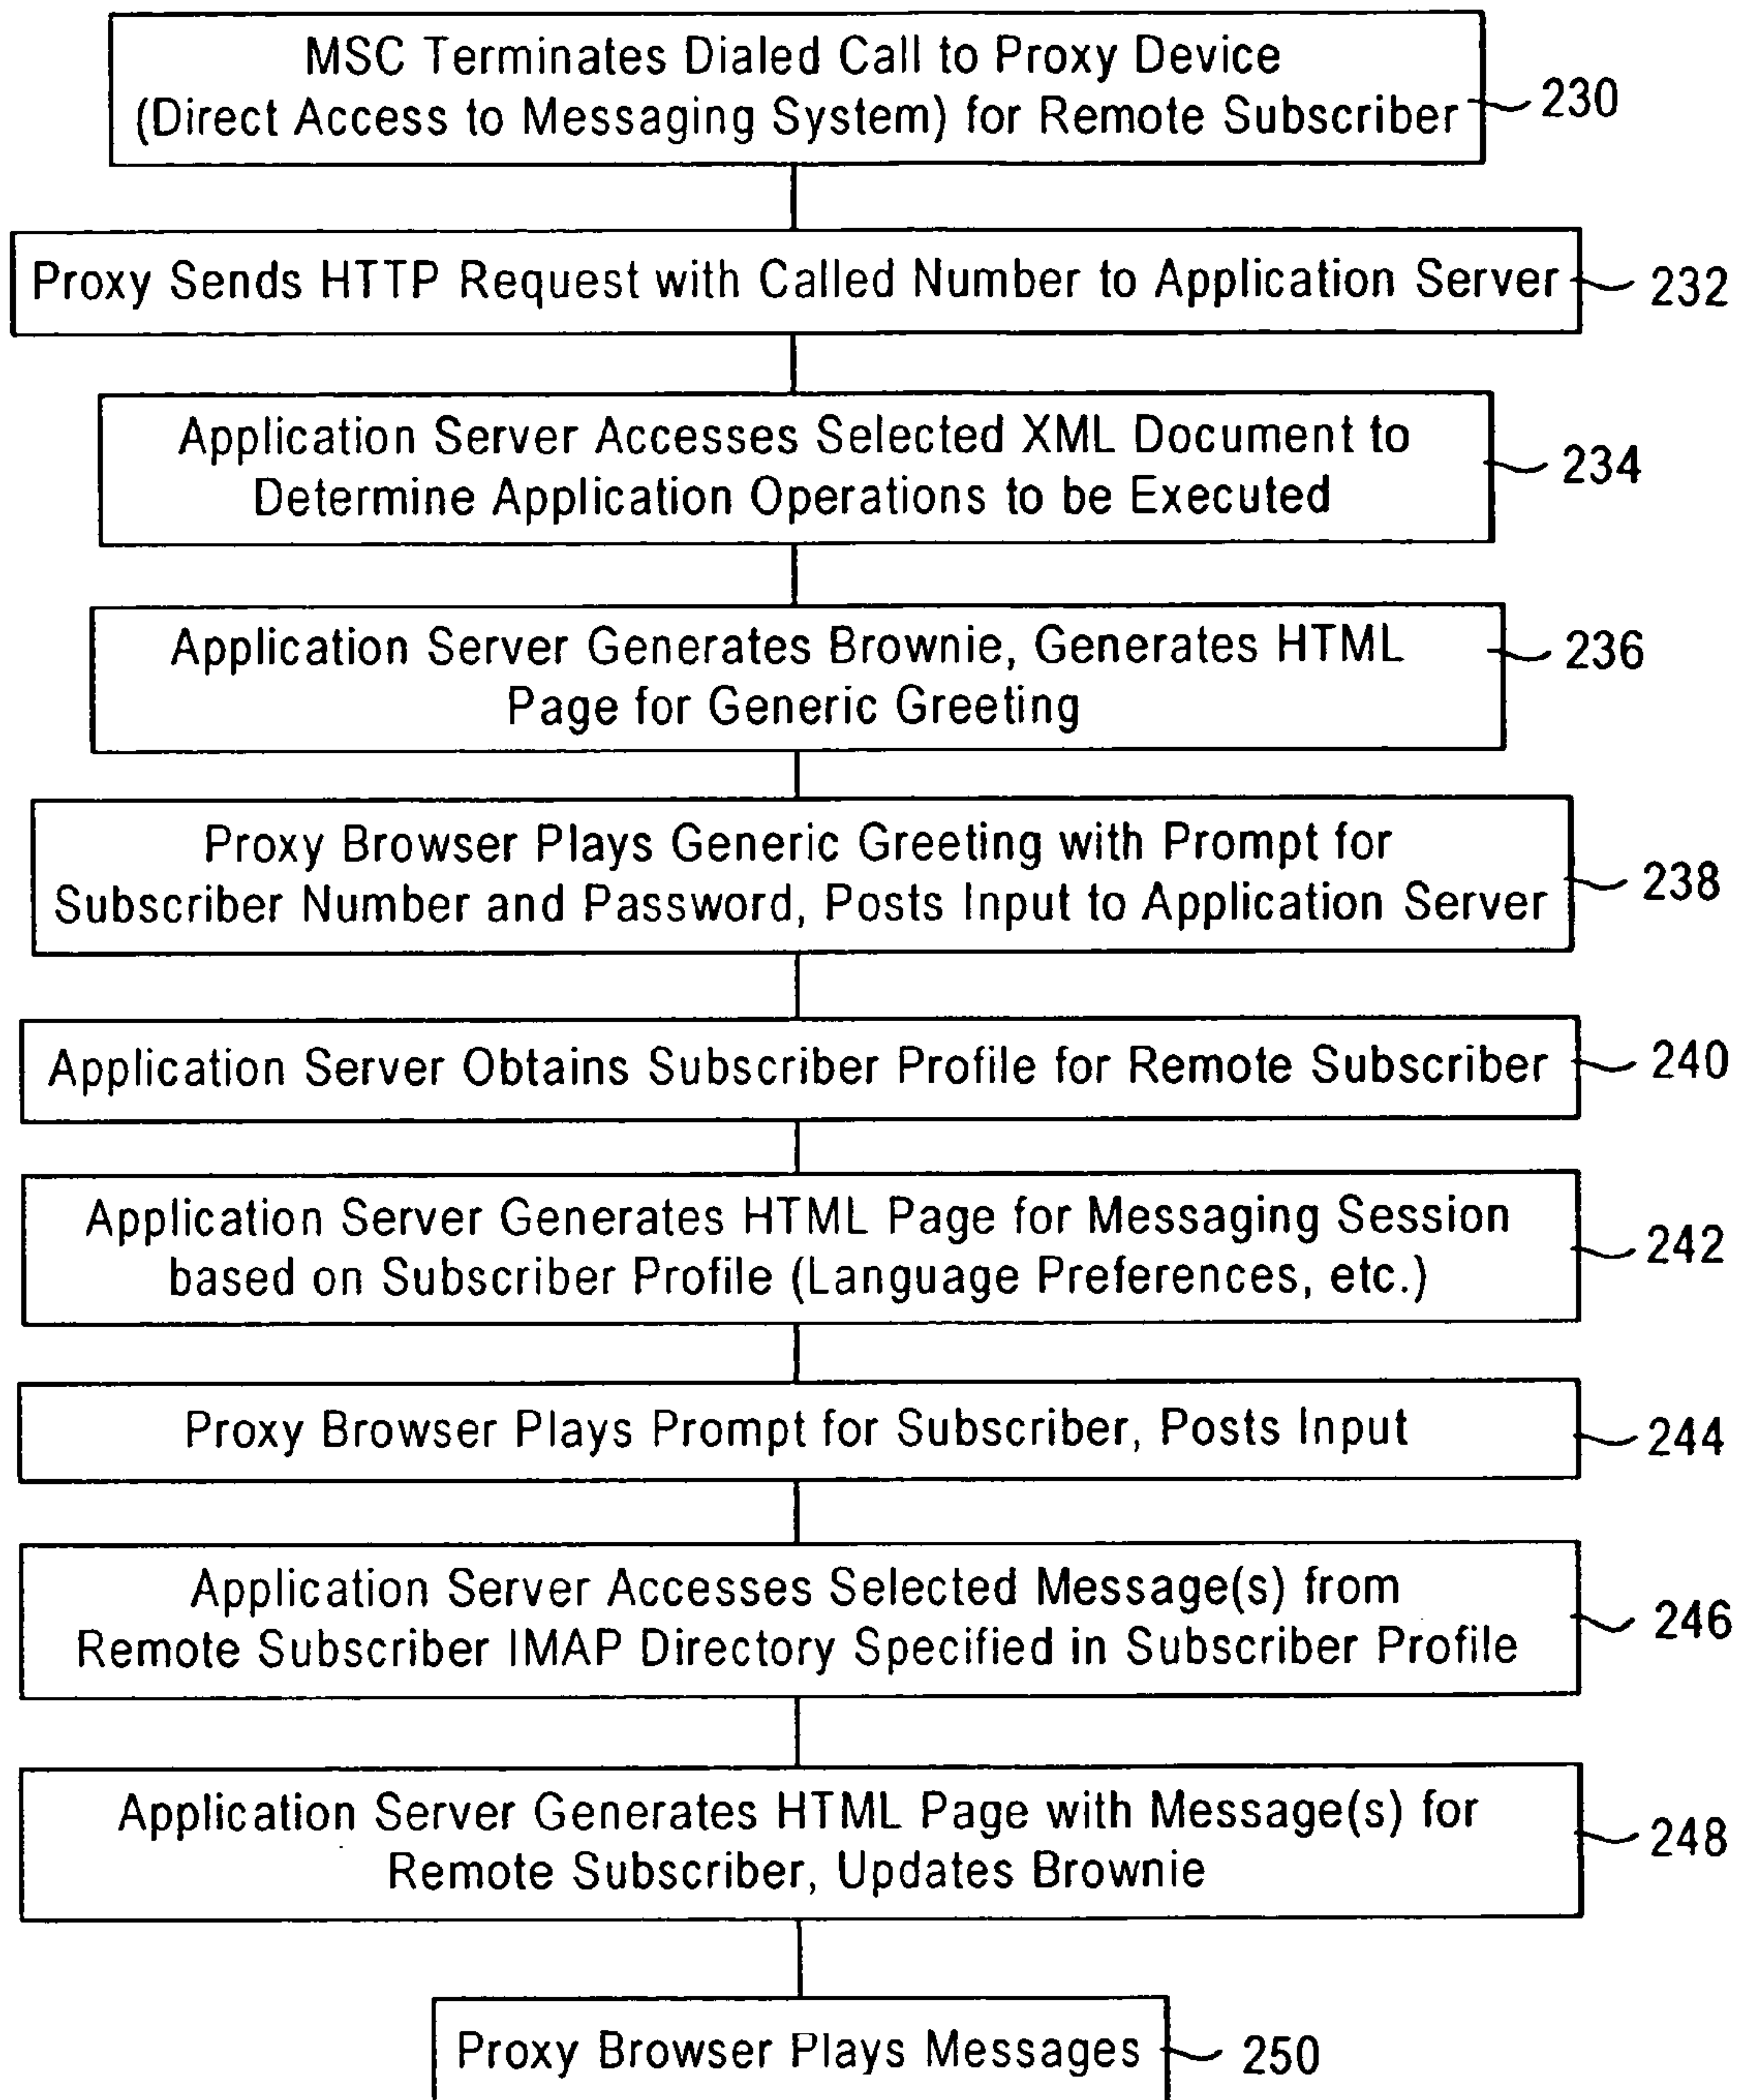 MSC Terminates Dialed Call to Proxy Device
(Direct Access to Messaging System) for Remote Subscriber
230
Proxy Sends HTTP Request with Called Number to Application Server
232
Application Server Accesses Selected XML Document to
Determine Application Operations to be Executed
234
Application Server Generates Brownie, Generates HTML
Page for Generic Greeting
236
Proxy Browser Plays Generic Greeting with Prompt for
Subscriber Number and Password, Posts Input to Application Server
238
Application Server Obtains Subscriber Profile for Remote Subscriber
240
Application Server Generates HTML Page for Messaging Session
based on Subscriber Profile (Language Preferences, etc.)
242
Proxy Browser Plays Prompt for Subscriber, Posts Input
244
Application Server Accesses Selected Message(s) from
Remote Subscriber IMAP Directory Specified in Subscriber Profile
246
Application Server Generates HTML Page with Message(s) for
Remote Subscriber, Updates Brownie
248
Proxy Browser Plays Messages
250